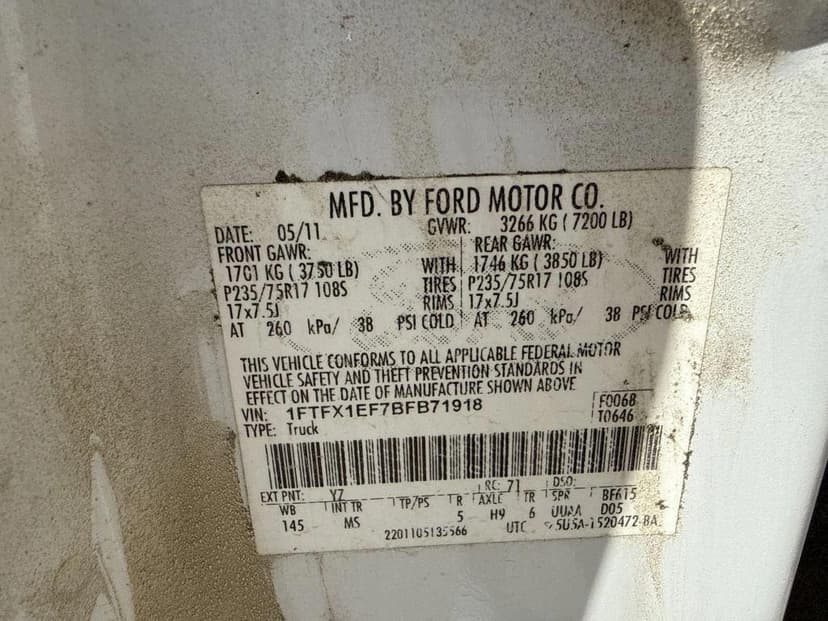 MFD. BY FORD MOTOR CO.
DATE: 05/11 GVWR: 3266 KG ( 7200 LB)
FRONT GAWR: REAR GAWR:
1701 KG ( 3750 LB) WITH 1746 KG ( 3850 LB) WITH
P235/75R17 108S TIRES P235/75R17 108S TIRES
17x7.5J RIMS 17x7.5J RIMS
AT 260 kPa/ 38 PSI COLD AT 260 kPa/ 38 PSI COLD
THIS VEHICLE CONFORMS TO ALL APPLICABLE FEDERAL MOTOR
VEHICLE SAFETY AND THEFT PREVENTION STANDARDS IN
EFFECT ON THE DATE OF MANUFACTURE SHOWN ABOVE
VIN: 1FTFX1EF7BFB71918 F0068
TYPE: Truck T0646
EXT PNT: YZ RC: 71 DSO:
WB INT TR TP/PS R AXLE TR SPR BF615
145 MS 5 H9 6 UUAA D05
2201105135566 UTC 5USA-1520472-BA